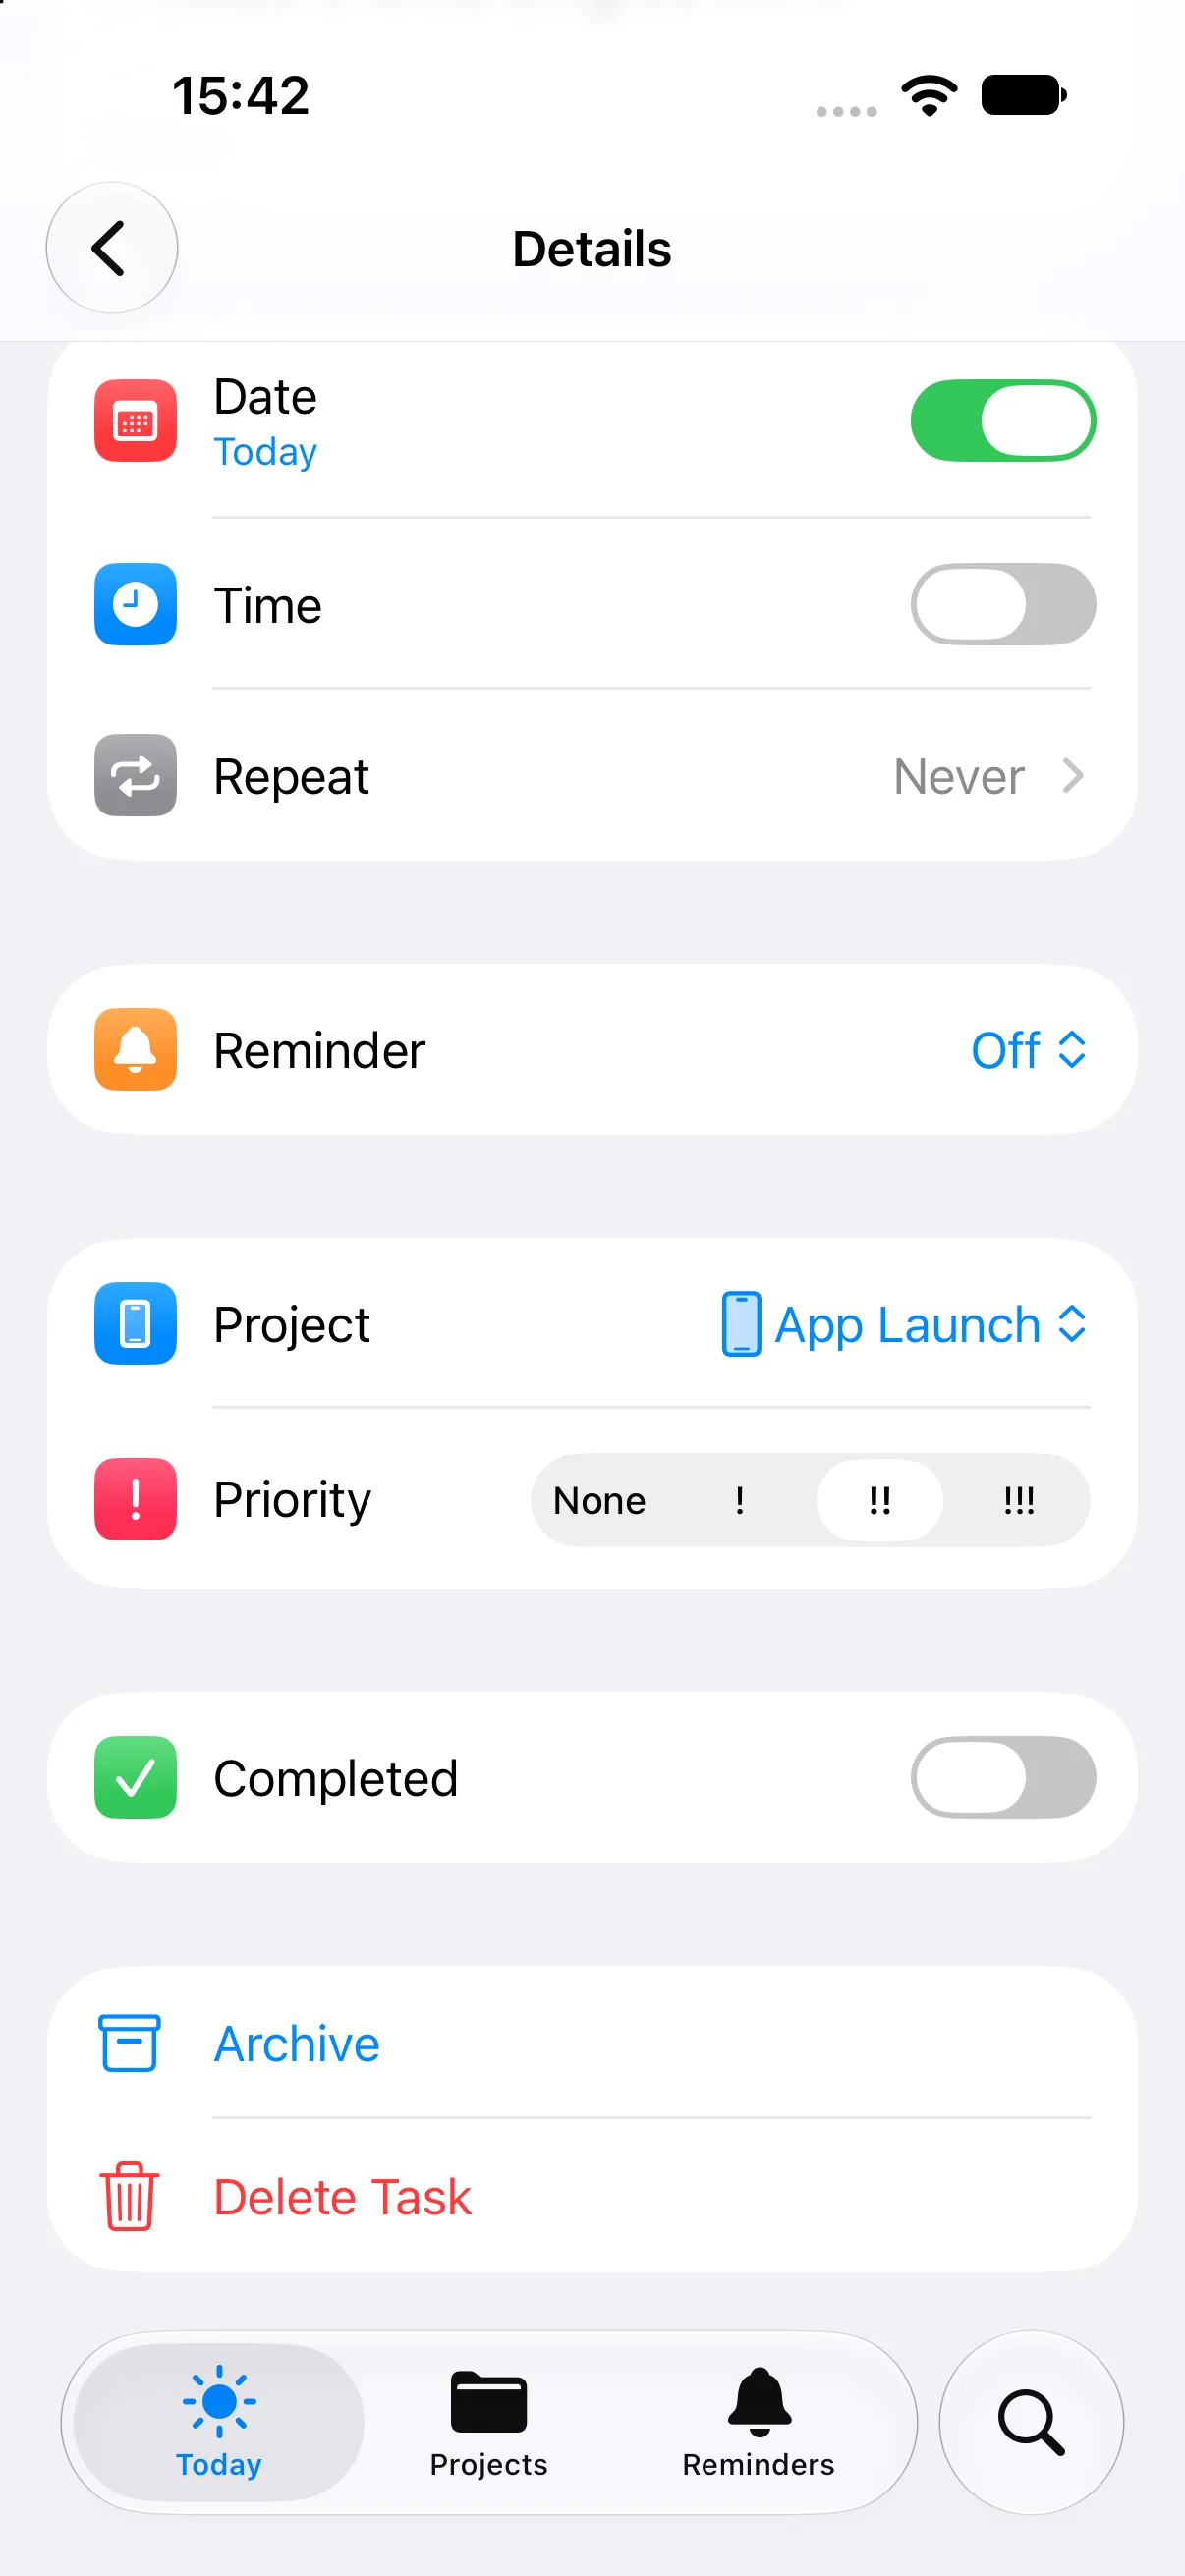 15:42
Details
Date
Today
Time
Repeat
Never
Reminder
Off
Project
App Launch
Priority
None ! !! !!!
Completed
Archive
Delete Task
Today
Projects
Reminders